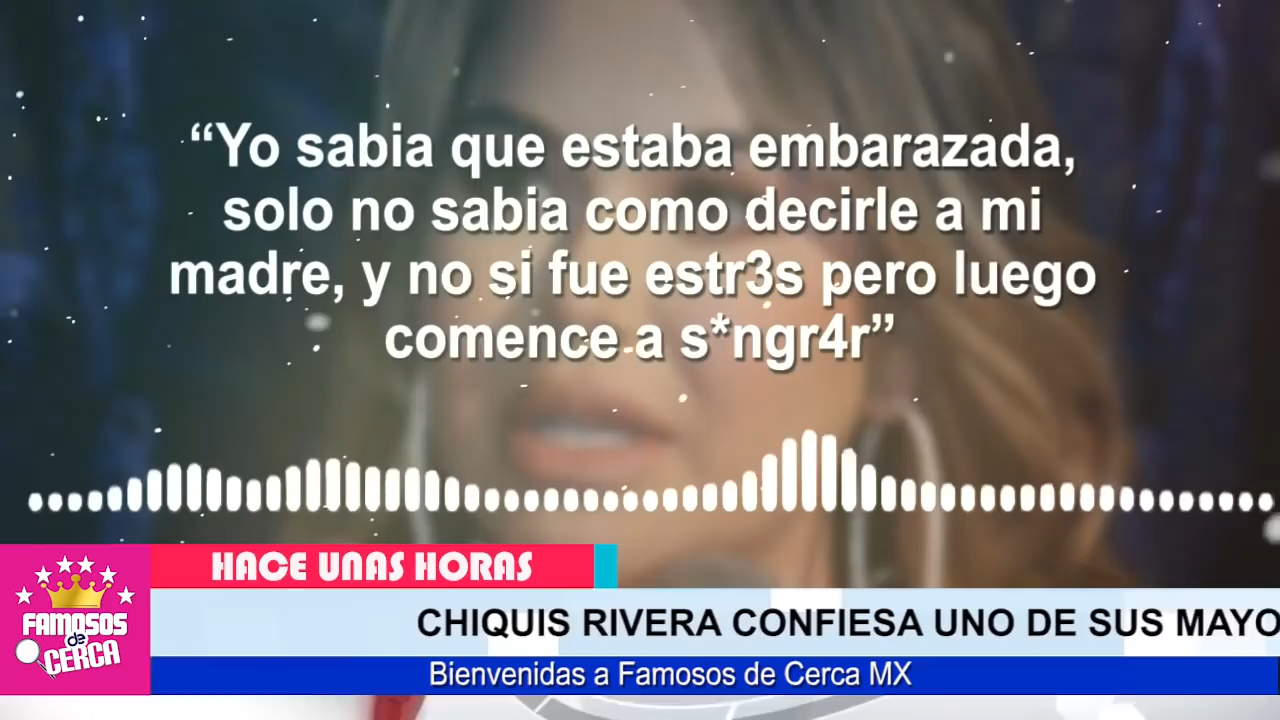 “Yo sabia que estaba embarazada,
solo no sabia como decirle a mi
madre, y no si fue estr3s pero luego
comence a s*ngr4r”
HACE UNAS HORAS
FAMOSOS
de
CERCA
CHIQUIS RIVERA CONFIESA UNO DE SUS MAYO
Bienvenidas a Famosos de Cerca MX